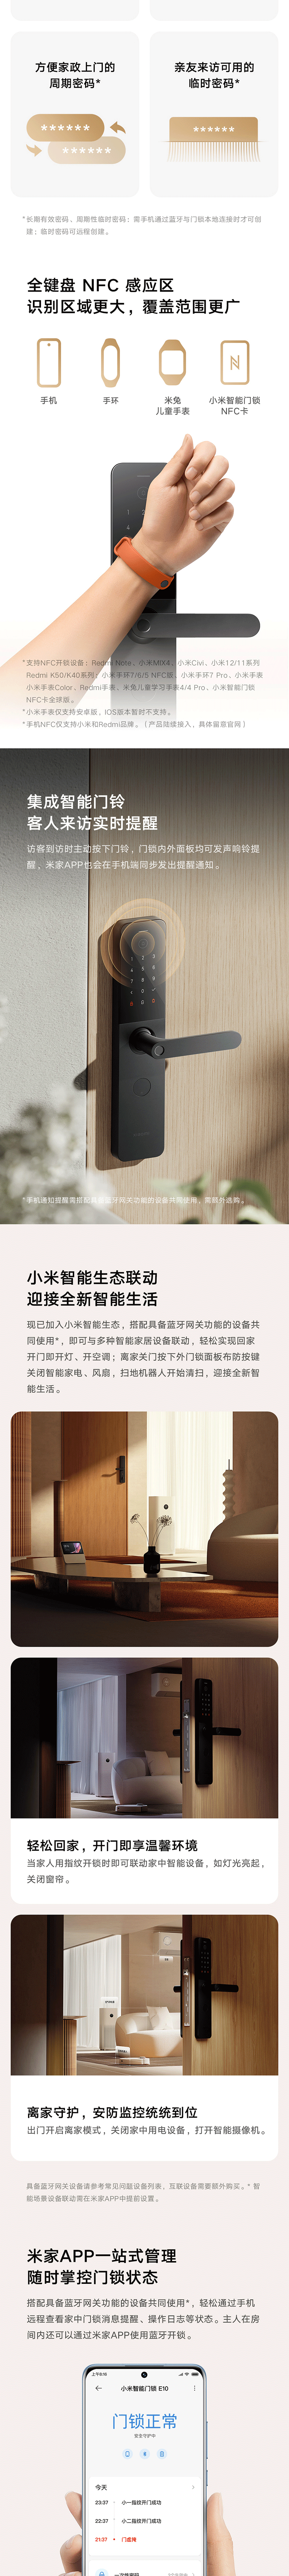 方便家政上门的
周期密码*
亲友来访可用的
临时密码*
******
******
******
*长期有效密码，周期性临时密码：需手机通过蓝牙与门锁本地连接时才可创
建；临时密码可远程创建。
全键盘 NFC 感应区
识别区域更大，覆盖范围更广
手机
手环
米兔
儿童手表
小米智能门锁
NFC卡
*支持NFC开锁设备：Redmi Note、小米MIX4、小米Civi、小米12/11系列
Redmi K50/K40系列；小米手环7/6/5 NFC版、小米手环7 Pro、小米手表
小米手表Color、Redmi手表、米兔儿童学习手表4/4 Pro、小米智能门锁
NFC卡全球版。
*小米手表仅支持安卓版，IOS版本暂时不支持。
*手机NFC仅支持小米和Redmi品牌。（产品陆续接入，具体留意官网）
集成智能门铃
客人来访实时提醒
访客到访时主动按下门铃，门锁内外面板均可发声响铃提
醒，米家APP也会在手机端同步发出提醒通知。
*手机通知提醒需搭配具备蓝牙网关功能的设备共同使用，需额外选购。
小米智能生态联动
迎接全新智能生活
现已加入小米智能生态，搭配具备蓝牙网关功能的设备共
同使用*，即可与多种智能家居设备联动，轻松实现回家
开门即开灯、开空调；离家关门按下外门锁面板布防按键
关闭智能家电、风扇，扫地机器人开始清扫，迎接全新智
能生活。
轻松回家，开门即享温馨环境
当家人用指纹开锁时即可联动家中智能设备，如灯光亮起，
关闭窗帘。
离家守护，安防监控统统到位
出门开启离家模式，关闭家中用电设备，打开智能摄像机。
具备蓝牙网关设备请参考常见问题设备列表，互联设备需要额外购买。* 智
能场景设备联动需在米家APP中提前设置。
米家APP一站式管理
随时掌控门锁状态
搭配具备蓝牙网关功能的设备共同使用*，轻松通过手机
远程查看家中门锁消息提醒、操作日志等状态。主人在房
间内还可以通过米家APP使用蓝牙开锁。
上午8:16
小米智能门锁 E10
门锁正常
安全守护中
今天
23:37 小一指纹开门成功
22:37 小二指纹开门成功
21:37 门虚掩
一次性密码